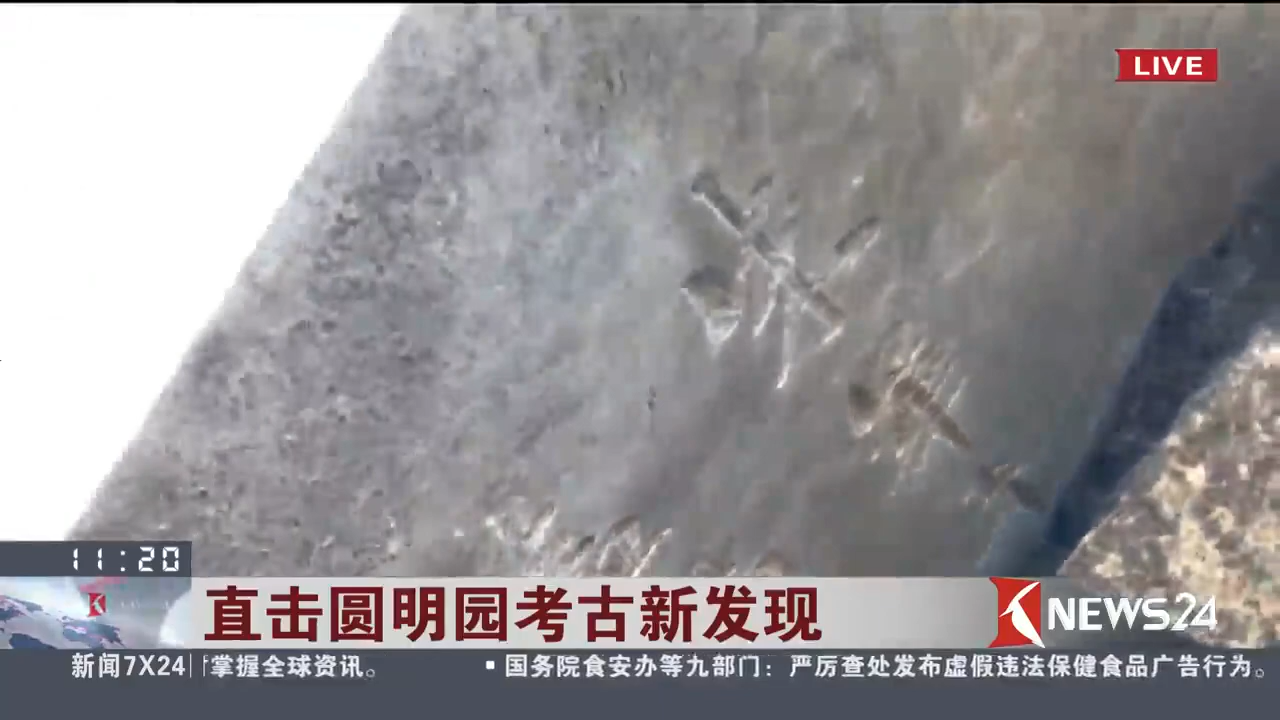 LIVE
11:20
直击圆明园考古新发现
NEWS24
新闻7X24
掌握全球资讯。
▪ 国务院食安办等九部门：严厉查处发布虚假违法保健食品广告行为。